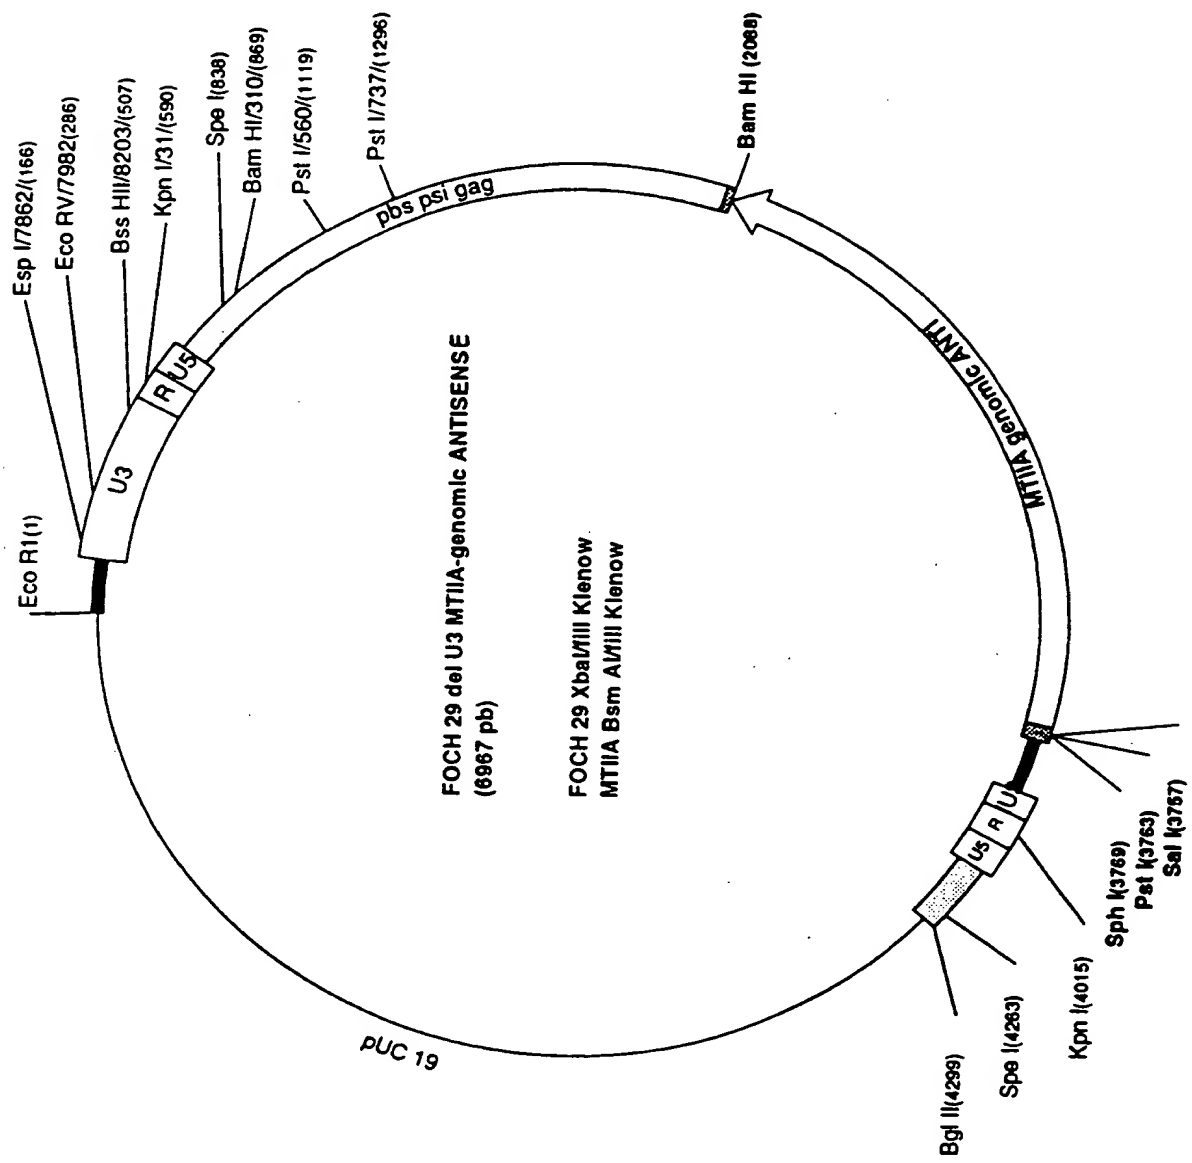 Eco R1(1)
Esp I/7862/(166)
Eco RV/7982(286)
Bss HII/8203/(507)
Kpn I/31/(590)
Spe I(838)
Bam HI/310/(869)
Pst I/560/(1119)
Pst I/737/(1296)
Bam HI (2088)
U3
R
U5
pbs psi gag
MTIIA genomic ANTI
FOCH 29 del U3 MTIIA-genomic ANTISENSE
(6967 pb)
FOCH 29 XbaI/fill Klenow
MTIIA Bsm AI/fill Klenow
U
R
U5
Sal I(3757)
Pst I(3763)
Sph I(3769)
Kpn I(4015)
Spe I(4263)
Bgl II(4299)
pUC 19